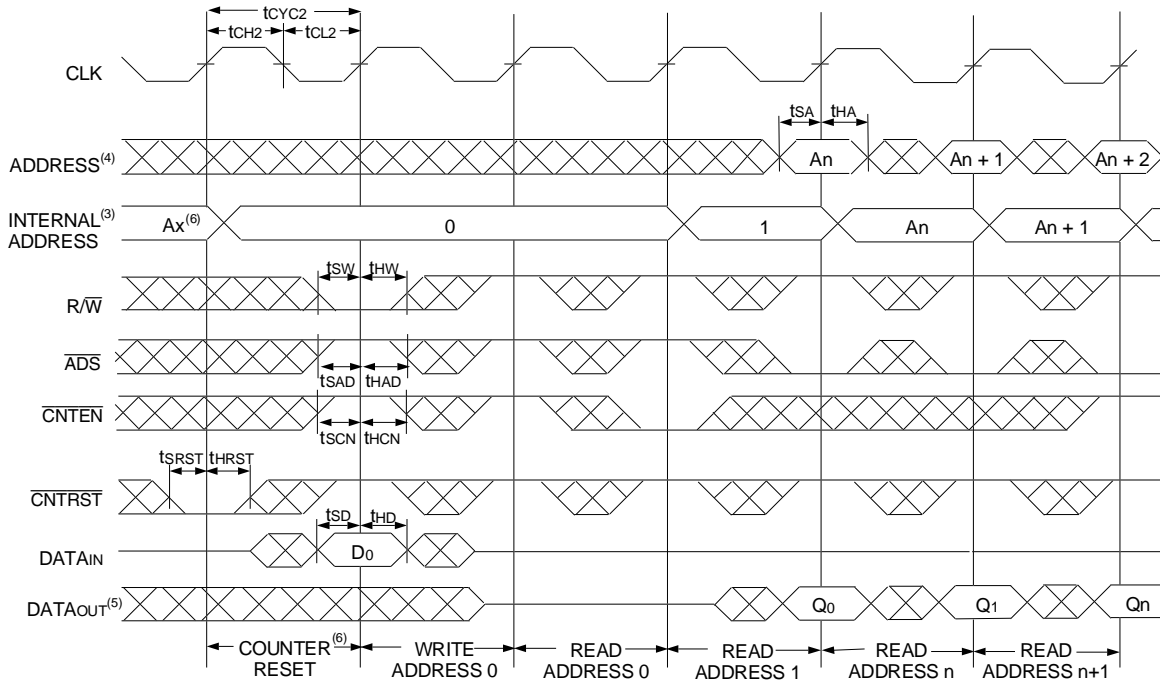 tCYC2
tCH2 tCL2
CLK
tSA tHA
ADDRESS(4) An An + 1 An + 2
INTERNAL(3)
ADDRESS
Ax(6) 0 1 An An + 1
tSW tHW
R/W
ADS
tSAD tHAD
CNTEN
tSCN tHCN
tSRST tHRST
CNTRST
tSD tHD
DATAIN D0
DATAOUT(5) Q0 Q1 Qn
COUNTER(6)
RESET
WRITE
ADDRESS 0
READ
ADDRESS 0
READ
ADDRESS 1
READ
ADDRESS n
READ
ADDRESS n+1